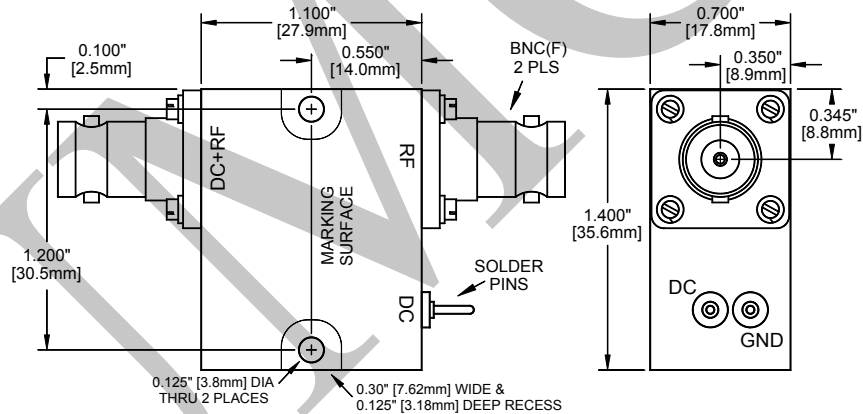 1.100"
[27.9mm]
0.550"
[14.0mm]
0.100"
[2.5mm]
BNC(F)
2 PLS
DC+RF
RF
MARKING
SURFACE
1.200"
[30.5mm]
SOLDER
PINS
DC
0.125" [3.8mm] DIA
THRU 2 PLACES
0.30" [7.62mm] WIDE &
0.125" [3.18mm] DEEP RECESS
0.700"
[17.8mm]
0.350"
[8.9mm]
0.345"
[8.8mm]
1.400"
[35.6mm]
DC
GND